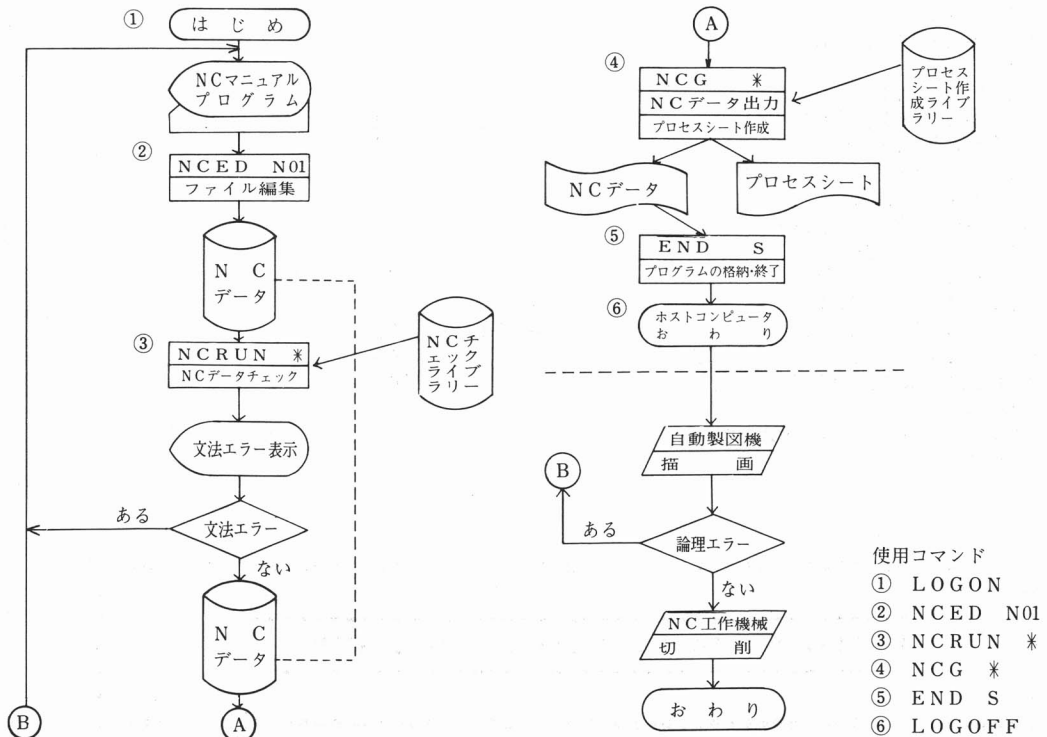 ①
はじめ
NCマニュアル
プログラム
②
NCED N01
ファイル編集
NC
データ
③
NCRUN *
NCデータチェック
NCチ
ェック
ライブ
ラリー
文法エラー表示
文法エラー
ある
ない
NC
データ
B
A
A
④
NCG *
NCデータ出力
プロセスシート作成
プロセス
シート作
成ライブ
ラリー
NCデータ
プロセスシート
⑤
END S
プログラムの格納・終了
⑥
ホストコンピュータ
おわり
自動製図機
描画
B
ある
論理エラー
ない
NC工作機械
切削
おわり
使用コマンド
① LOGON
② NCED N01
③ NCRUN *
④ NCG *
⑤ END S
⑥ LOGOFF